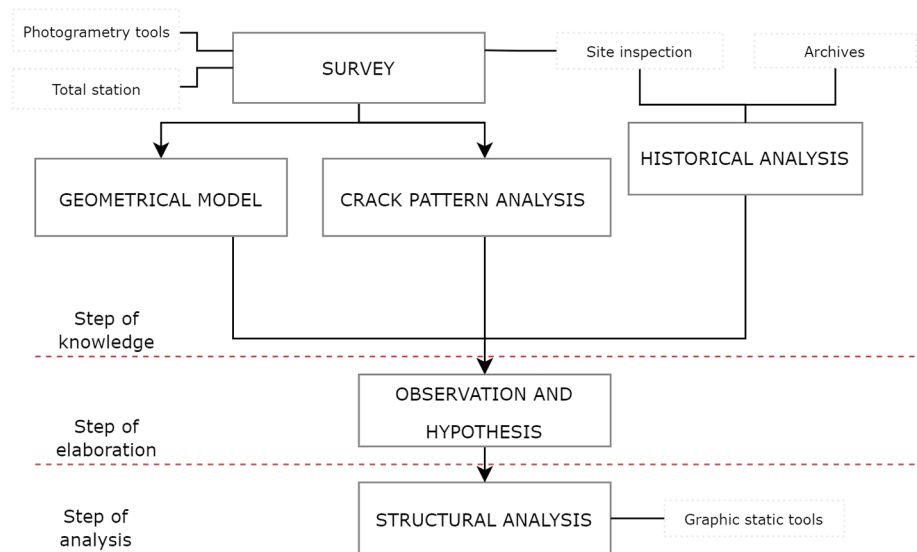 Photogrametry tools
Total station
SURVEY
Site inspection
Archives
GEOMETRICAL MODEL
CRACK PATTERN ANALYSIS
HISTORICAL ANALYSIS
Step of
knowledge
OBSERVATION AND
HYPOTHESIS
Step of
elaboration
STRUCTURAL ANALYSIS
Graphic static tools
Step of
analysis